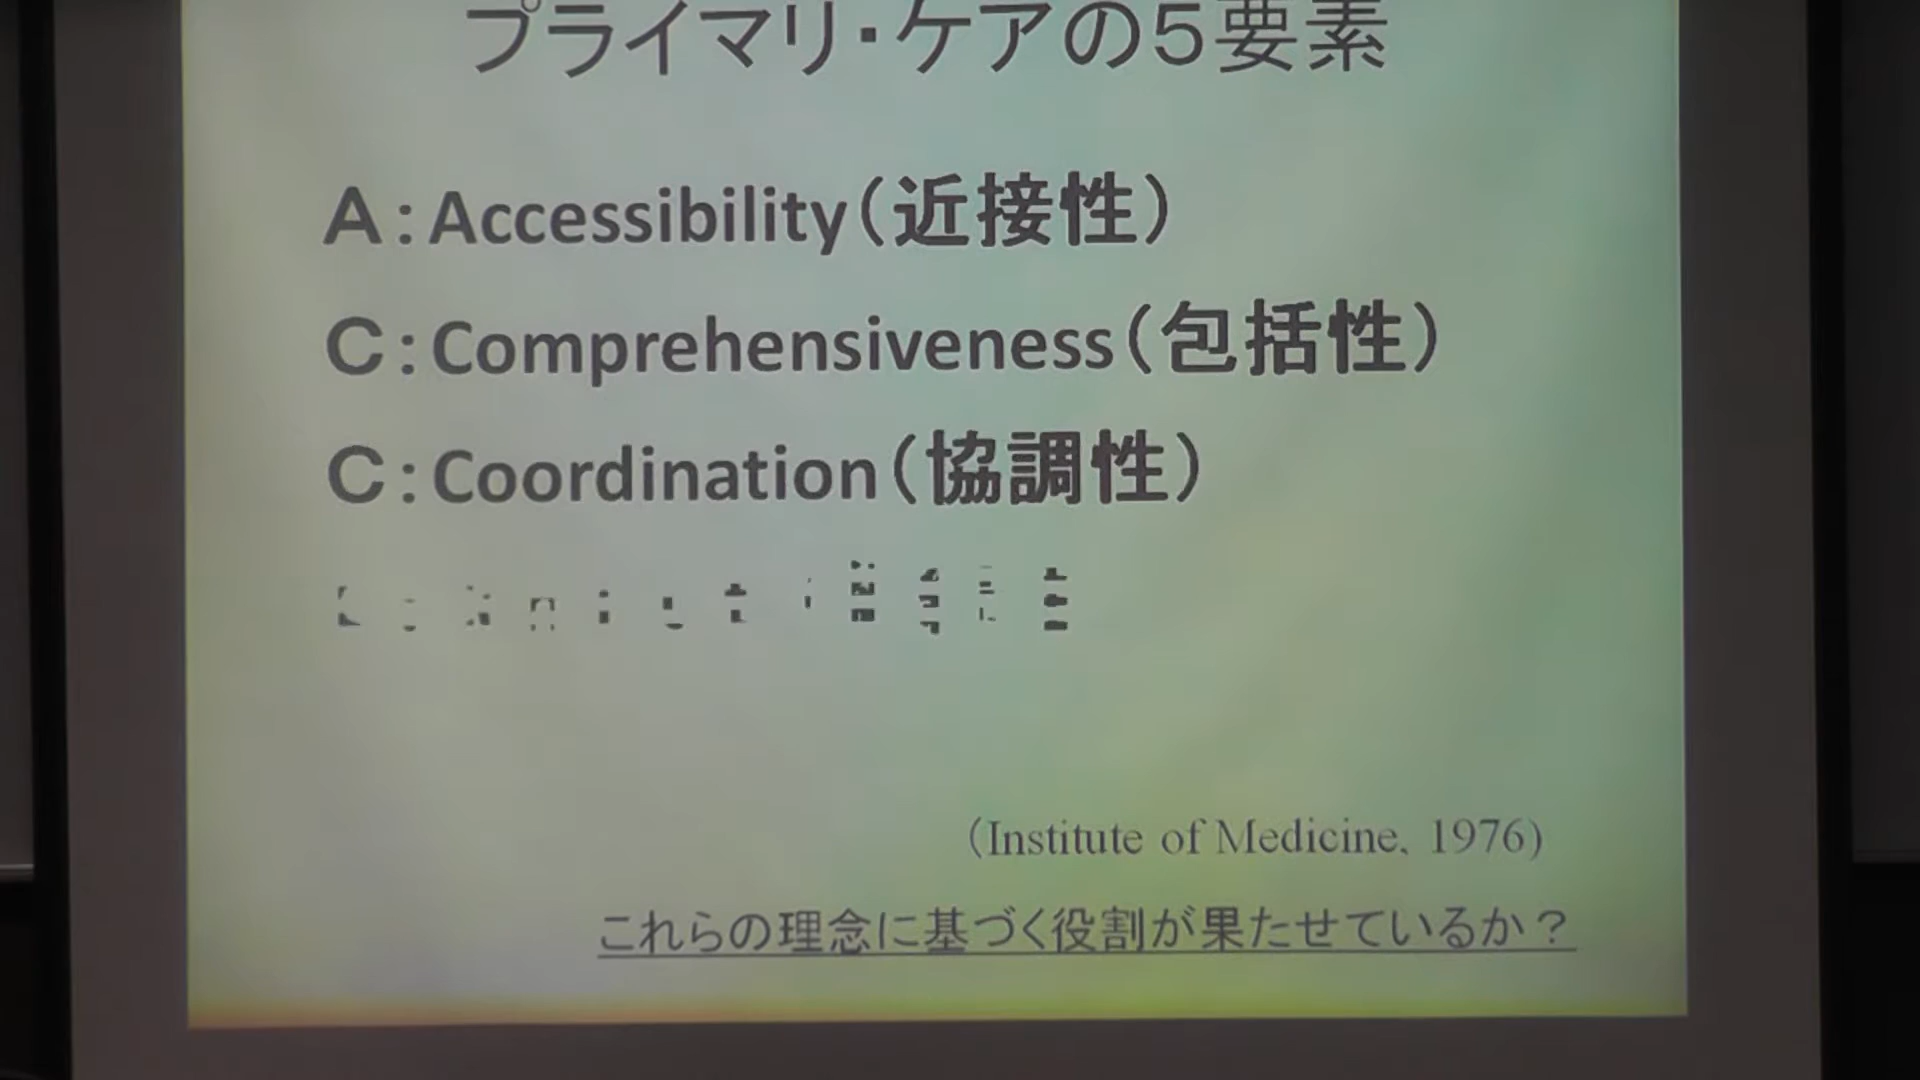 プライマリ・ケアの5要素
A:Accessibility(近接性)
C:Comprehensiveness(包括性)
C:Coordination(協調性)
(Institute of Medicine, 1976)
これらの理念に基づく役割が果たせているか？